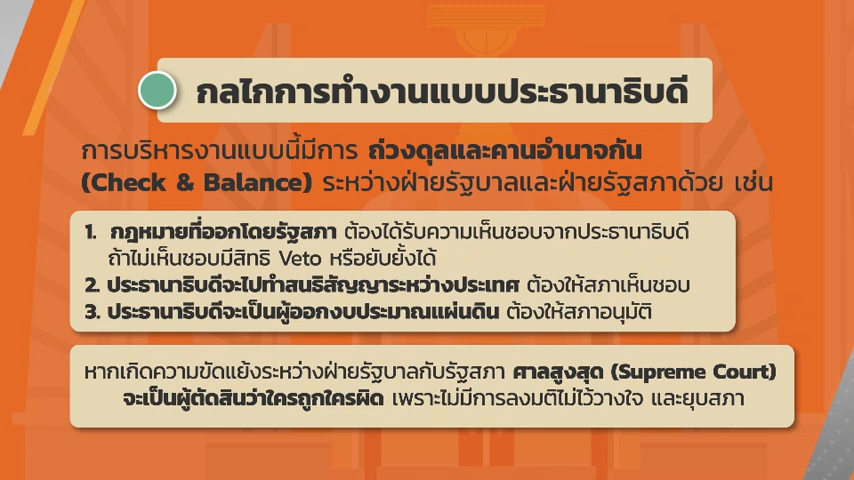 กลไกการทำงานแบบประธานาธิบดี
การบริหารงานแบบนี้มีการ ถ่วงดุลและคานอำนาจกัน
(Check & Balance) ระหว่างฝ่ายรัฐบาลและฝ่ายรัฐสภาด้วย เช่น
1. กฎหมายที่ออกโดยรัฐสภา ต้องได้รับความเห็นชอบจากประธานาธิบดี
ถ้าไม่เห็นชอบมีสิทธิ Veto หรือยับยั้งได้
2. ประธานาธิบดีจะไปทำสนธิสัญญาระหว่างประเทศ ต้องให้สภาเห็นชอบ
3. ประธานาธิบดีจะเป็นผู้ออกงบประมาณแผ่นดิน ต้องให้สภาอนุมัติ
หากเกิดความขัดแย้งระหว่างฝ่ายรัฐบาลกับรัฐสภา ศาลสูงสุด (Supreme Court)
จะเป็นผู้ตัดสินว่าใครถูกใครผิด เพราะไม่มีการลงมติไม่ไว้วางใจ และยุบสภา